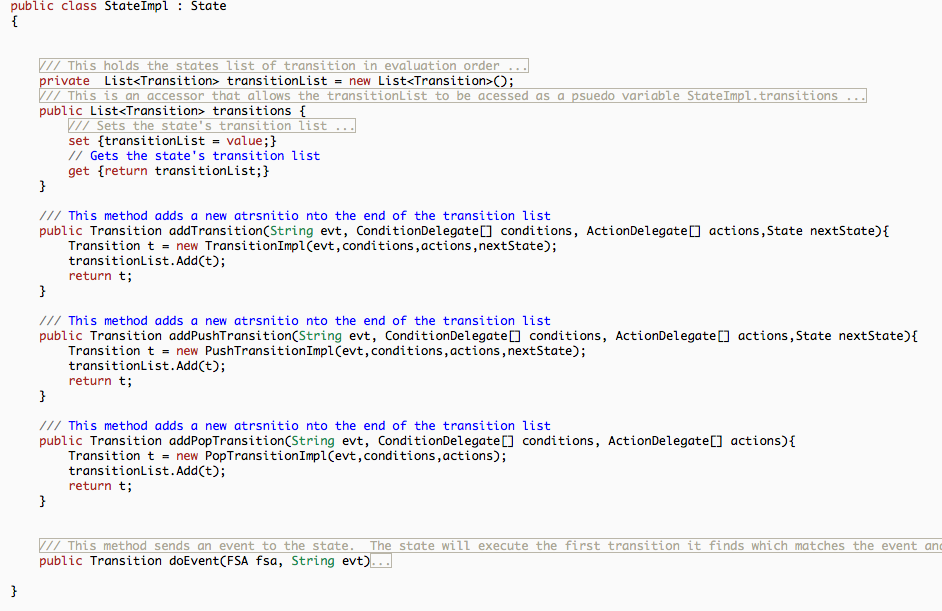 public class StateImpl : State
{
/// This holds the states list of transition in evaluation order ...
private  List<Transition> transitionList = new List<Transition>();
/// This is an accessor that allows the transitionList to be acessed as a psuedo variable StateImpl.transitions ...
public List<Transition> transitions {
/// Sets the state's transition list ...
set {transitionList = value;}
// Gets the state's transition list
get {return transitionList;}
}
/// This method adds a new atrsnitio nto the end of the transition list
public Transition addTransition(String evt, ConditionDelegate[] conditions, ActionDelegate[] actions,State nextState){
Transition t = new TransitionImpl(evt,conditions,actions,nextState);
transitionList.Add(t);
return t;
}
/// This method adds a new atrsnitio nto the end of the transition list
public Transition addPushTransition(String evt, ConditionDelegate[] conditions, ActionDelegate[] actions,State nextState){
Transition t = new PushTransitionImpl(evt,conditions,actions,nextState);
transitionList.Add(t);
return t;
}
/// This method adds a new atrsnitio nto the end of the transition list
public Transition addPopTransition(String evt, ConditionDelegate[] conditions, ActionDelegate[] actions){
Transition t = new PopTransitionImpl(evt,conditions,actions);
transitionList.Add(t);
return t;
}
/// This method sends an event to the state.  The state will execute the first transition it finds which matches the event and
public Transition doEvent(FSA fsa, String evt)...
}